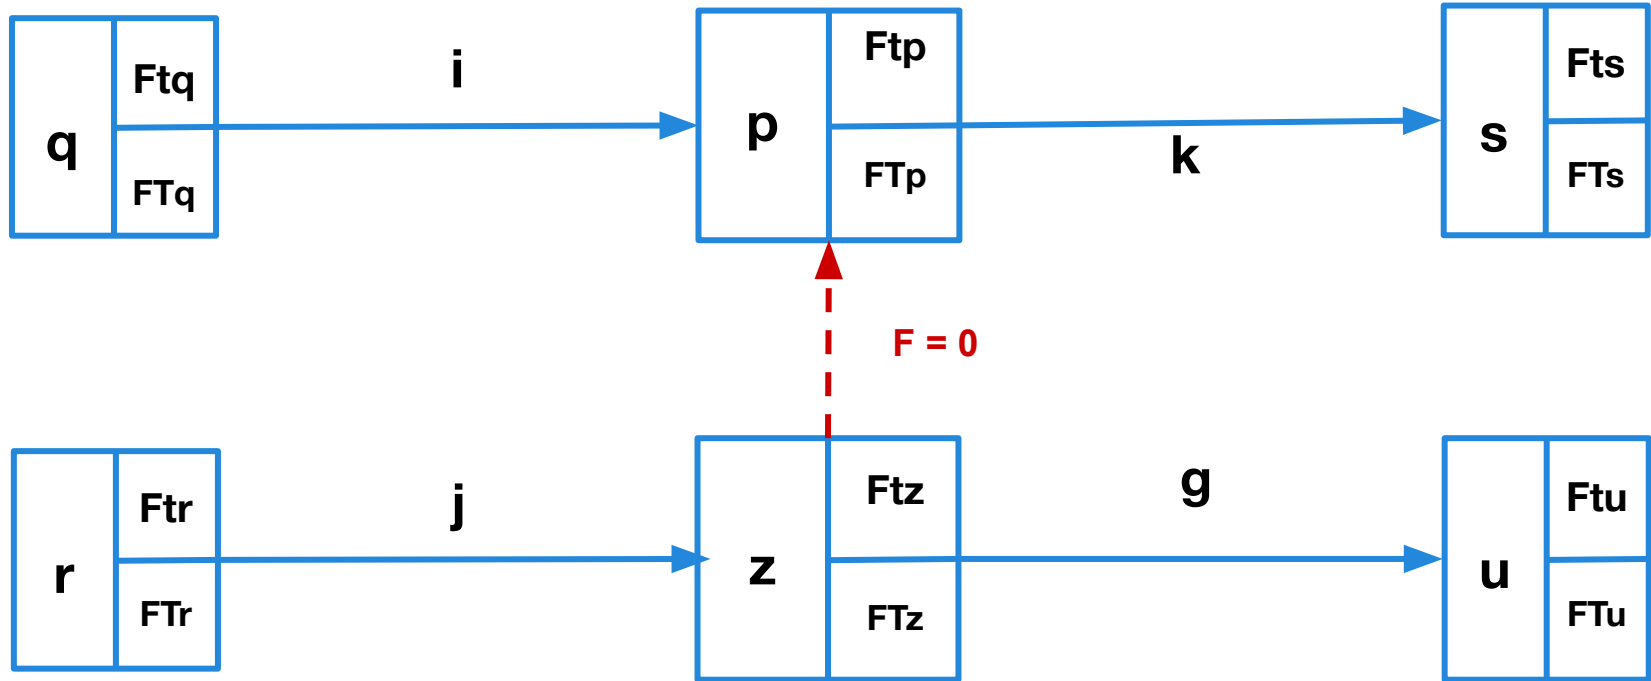 q
Ftq
FTq
i
p
Ftp
FTp
k
s
Fts
FTs
F = 0
r
Ftr
FTr
j
z
Ftz
FTz
g
u
Ftu
FTu